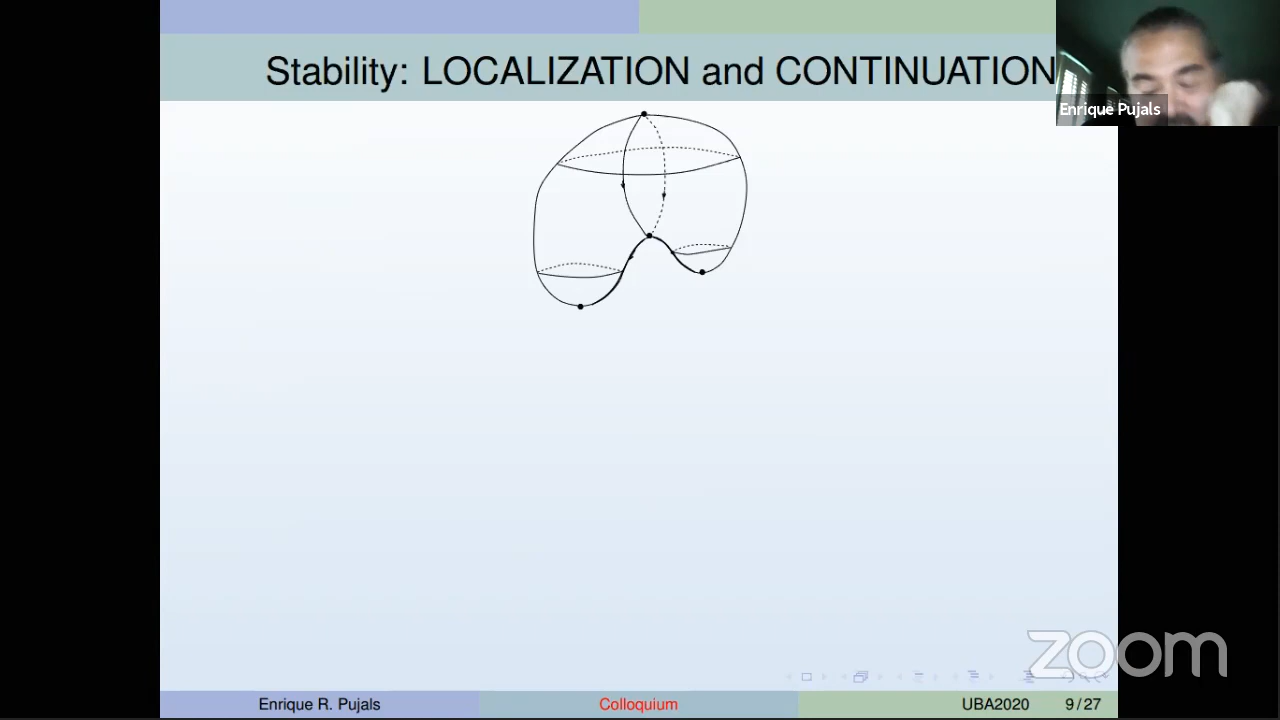 Stability: LOCALIZATION and CONTINUATION
Enrique Pujals
zoom
Enrique R. Pujals
Colloquium
UBA2020
9/27